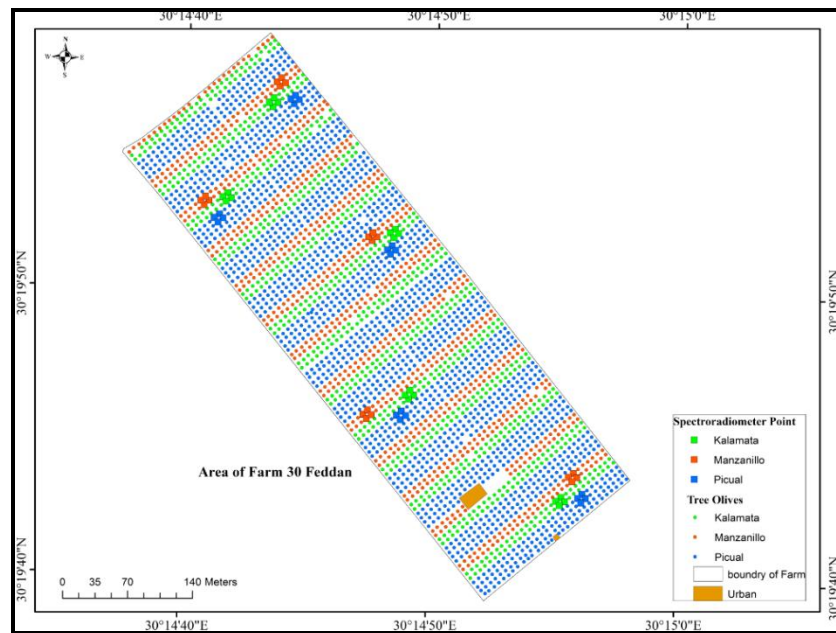 30°14'40"E 30°14'50"E 30°15'0"E
N
W E
S
30°19'50"N 30°19'50"N
Area of Farm 30 Feddan
Spectroradiometer Point
Kalamata
Manzanillo
Picual
Tree Olives
Kalamata
Manzanillo
Picual
boundry of Farm
Urban
30°19'40"N 30°19'40"N
0 35 70 140 Meters
30°14'40"E 30°14'50"E 30°15'0"E